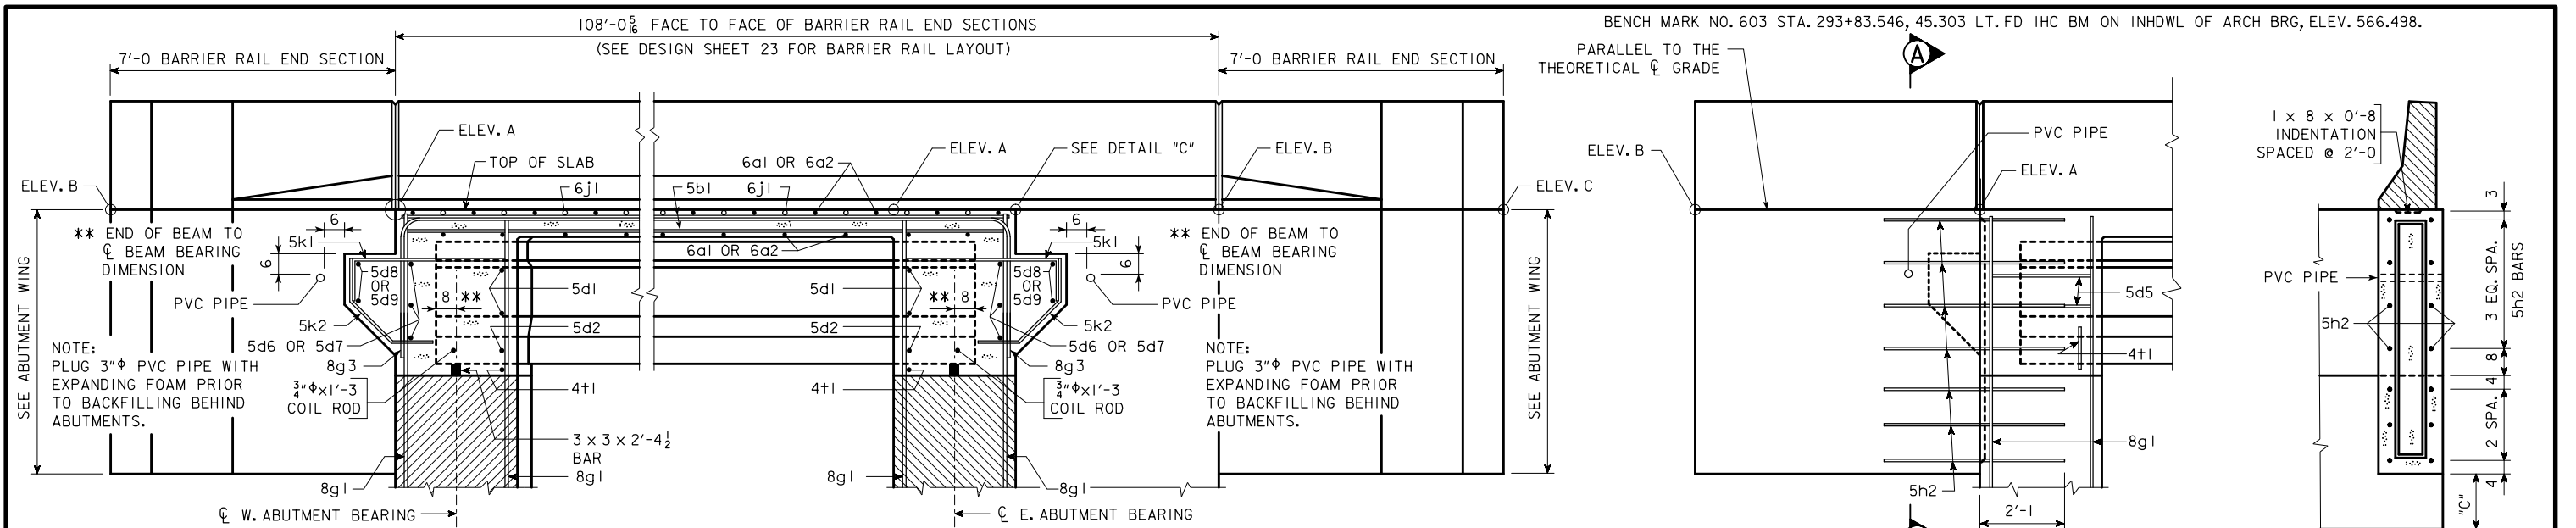 108'-0 5/16 FACE TO FACE OF BARRIER RAIL END SECTIONS
(SEE DESIGN SHEET 23 FOR BARRIER RAIL LAYOUT)
7'-0 BARRIER RAIL END SECTION
7'-0 BARRIER RAIL END SECTION
ELEV. A
TOP OF SLAB
6a1 OR 6a2
ELEV. A
SEE DETAIL "C"
ELEV. B
ELEV. B
6j1
5b1
6j1
ELEV. C
** END OF BEAM TO
℄ BEAM BEARING
DIMENSION
6
5k1
6
6a1 OR 6a2
6
5k1
6
** END OF BEAM TO
℄ BEAM BEARING
DIMENSION
5d8
OR
5d9
5d8
OR
5d9
PVC PIPE
8 **
5d1
5d1
** 8
PVC PIPE
5k2
5d2
5d2
5k2
5d6 OR 5d7
5d6 OR 5d7
SEE ABUTMENT WING
NOTE:
PLUG 3"ϕ PVC PIPE WITH
EXPANDING FOAM PRIOR
TO BACKFILLING BEHIND
ABUTMENTS.
8g3
3/4"ϕx1'-3
COIL ROD
4t1
4t1
8g3
3/4"ϕx1'-3
COIL ROD
NOTE:
PLUG 3"ϕ PVC PIPE WITH
EXPANDING FOAM PRIOR
TO BACKFILLING BEHIND
ABUTMENTS.
SEE ABUTMENT WING
3 x 3 x 2'-4 1/2
BAR
8g1
8g1
8g1
8g1
℄ W. ABUTMENT BEARING
℄ E. ABUTMENT BEARING
BENCH MARK NO. 603 STA. 293+83.546, 45.303 LT. FD IHC BM ON INHDWL OF ARCH BRG, ELEV. 566.498.
PARALLEL TO THE
THEORETICAL ℄ GRADE
A
PVC PIPE
ELEV. B
ELEV. A
5d5
4t1
8g1
5h2
2'-1
1 x 8 x 0'-8
INDENTATION
SPACED @ 2'-0
PVC PIPE
5h2
3
3 EQ. SPA.
8
4
2 SPA.
4
5h2 BARS
"C"